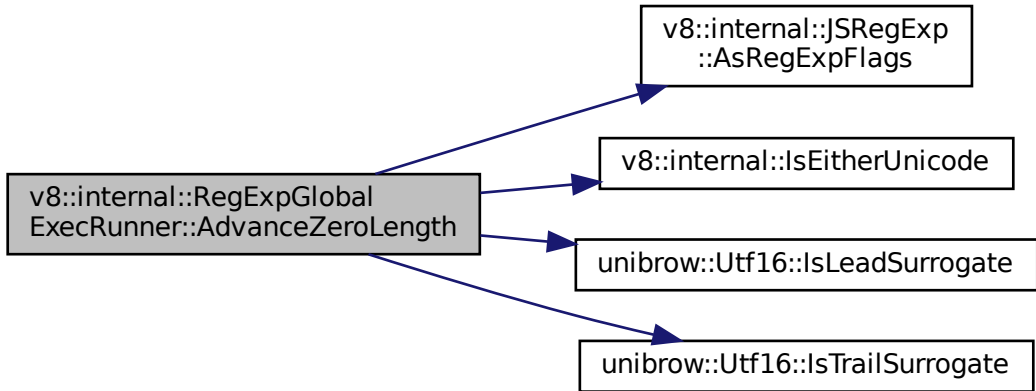 v8::internal::JSRegExp
::AsRegExpFlags
v8::internal::IsEitherUnicode
v8::internal::RegExpGlobal
ExecRunner::AdvanceZeroLength
unibrow::Utf16::IsLeadSurrogate
unibrow::Utf16::IsTrailSurrogate